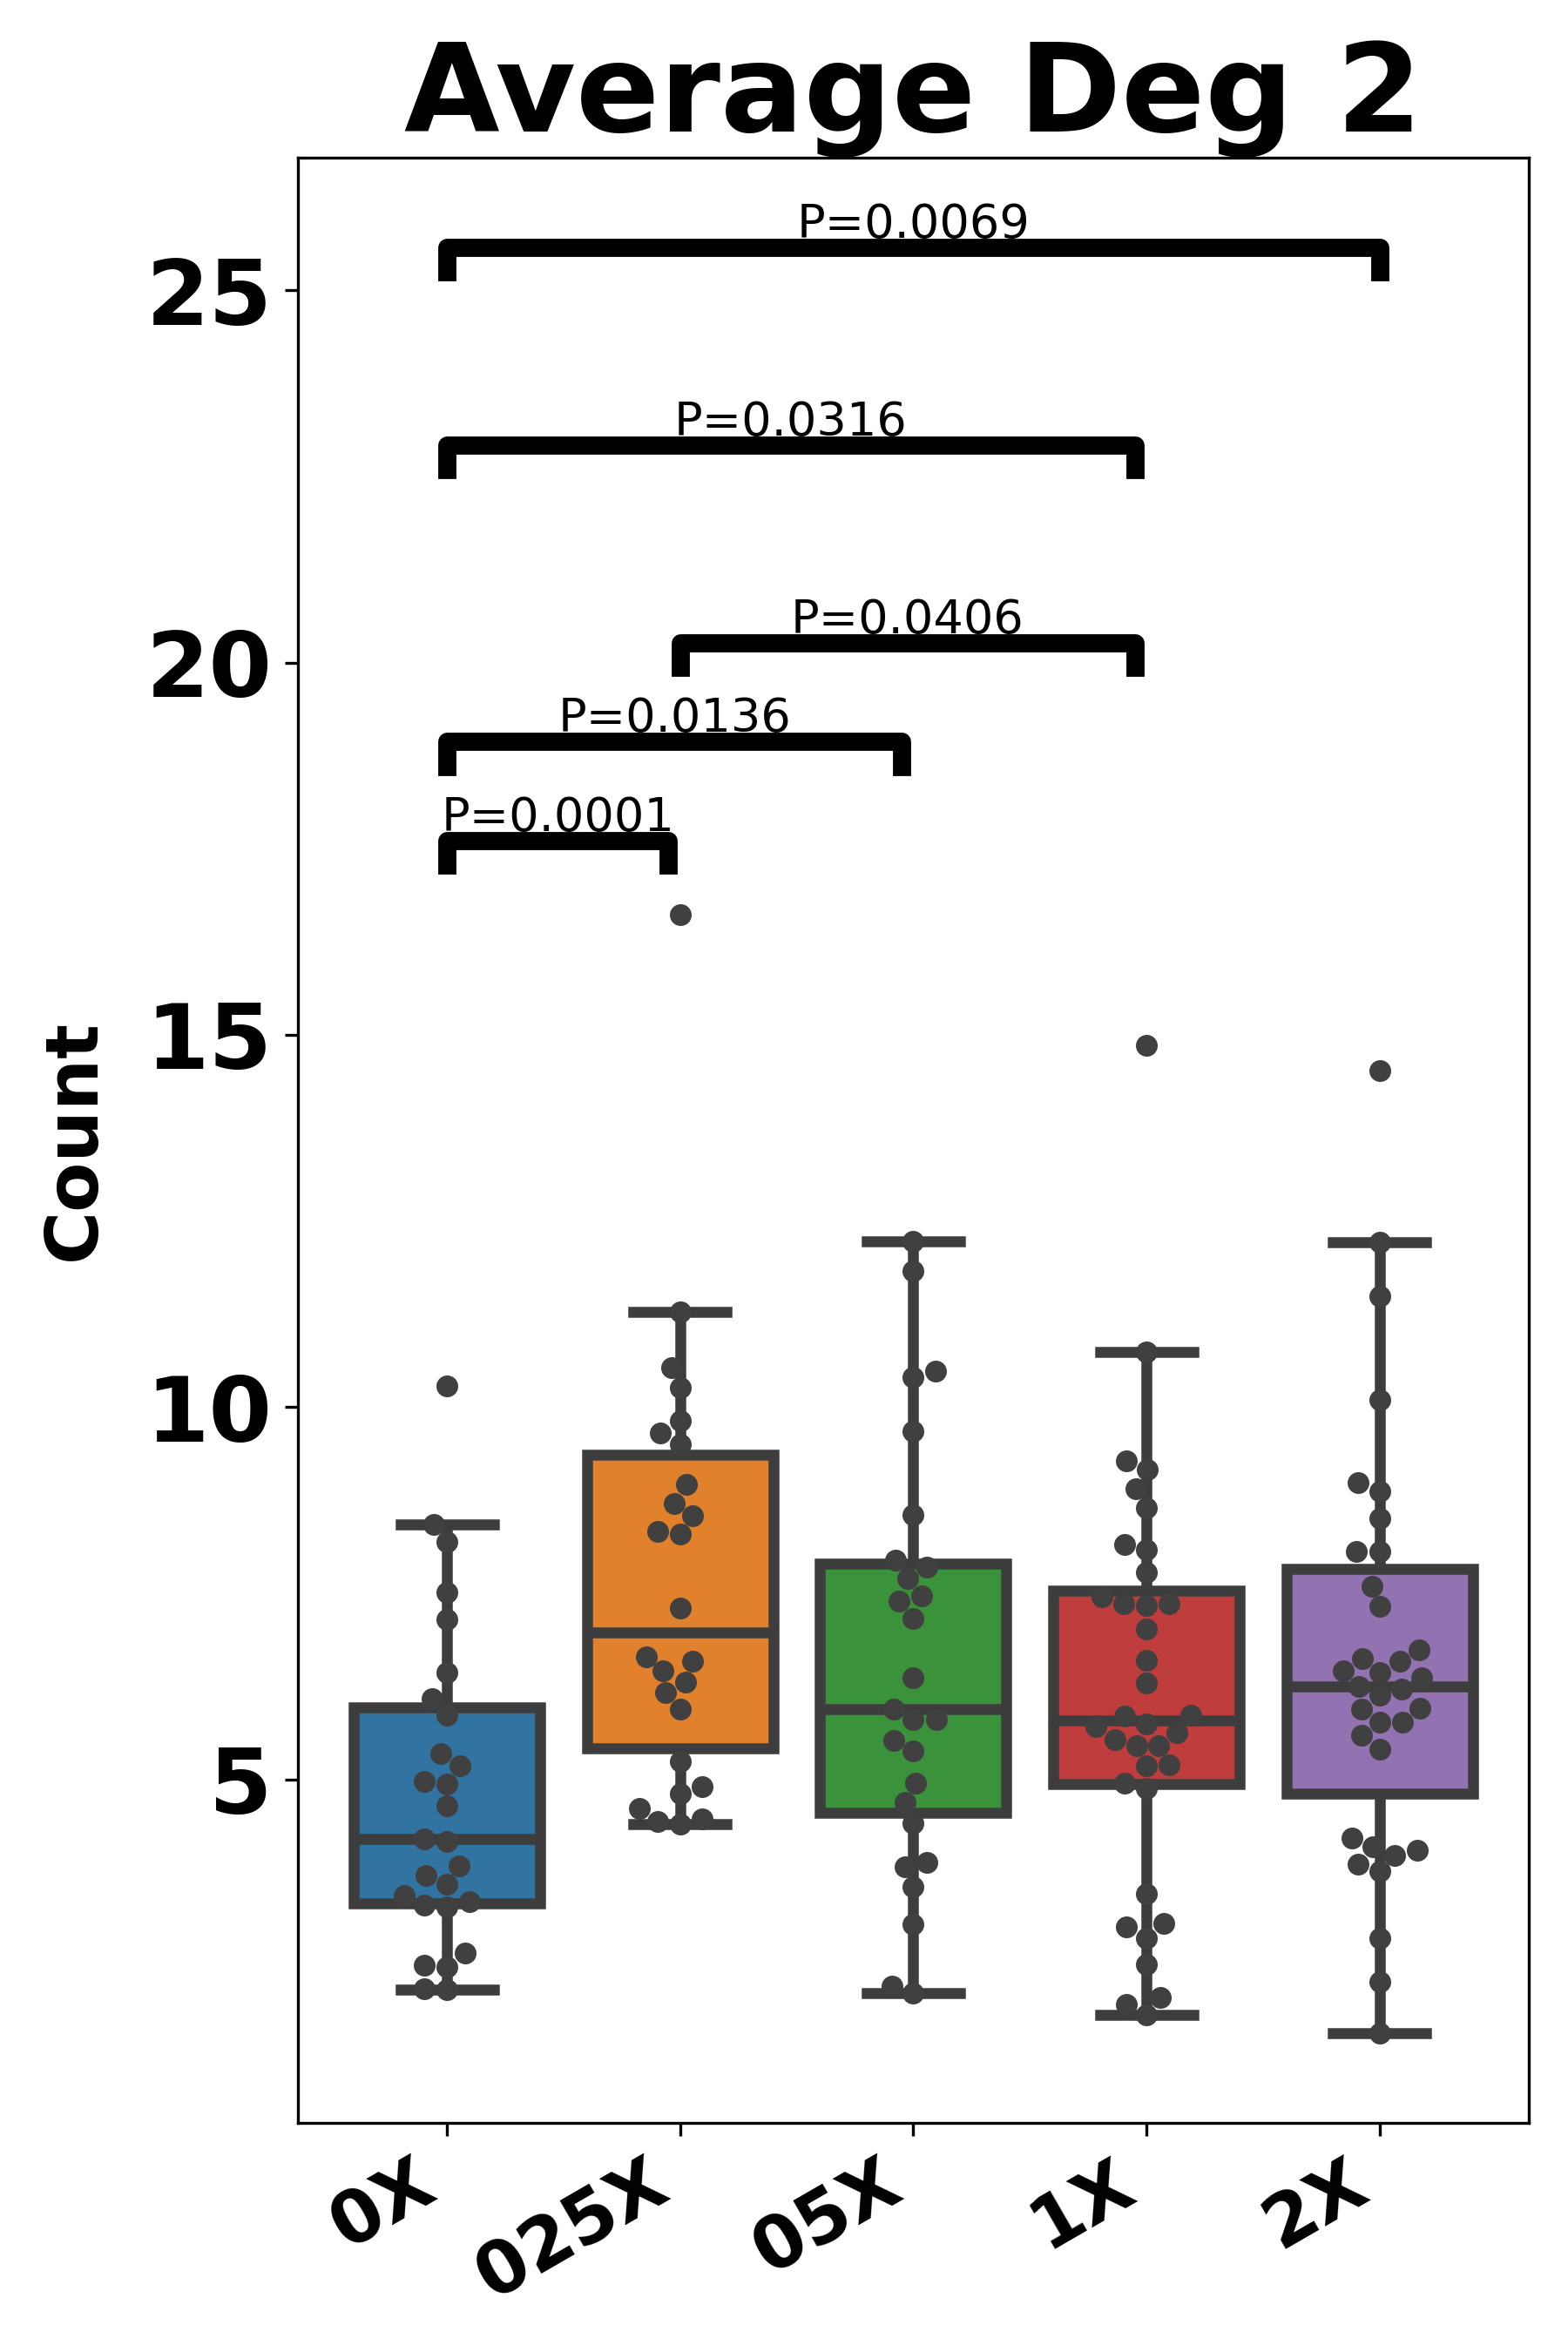 Average Deg 2
P=0.0069
25
P=0.0316
P=0.0406
20
P=0.0136
P=0.0001
15
Count
10
5
0X
025X
05X
1X
2X